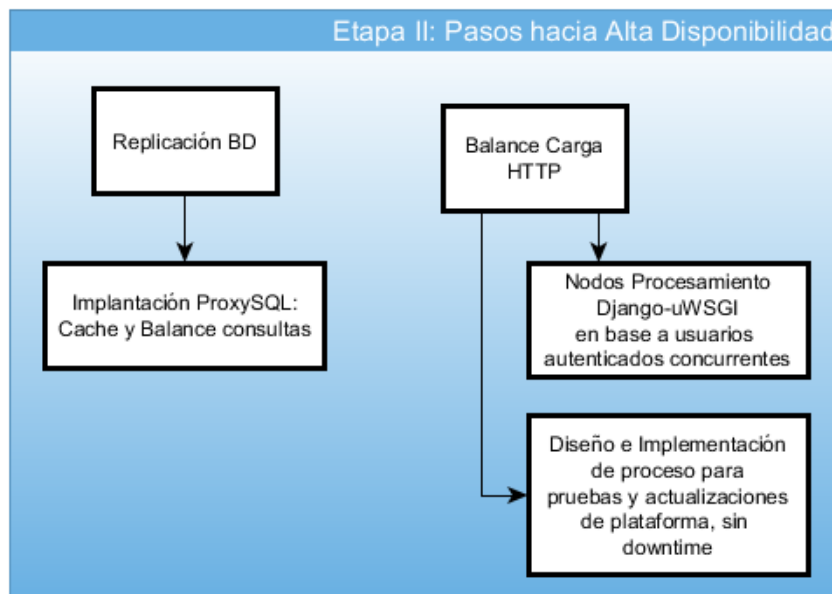 Etapa II: Pasos hacia Alta Disponibilidad
Replicación BD
Balance Carga
HTTP
Implantación ProxySQL:
Cache y Balance consultas
Nodos Procesamiento
Django-uWSGI
en base a usuarios
autenticados concurrentes
Diseño e Implementación
de proceso para
pruebas y actualizaciones
de plataforma, sin
downtime